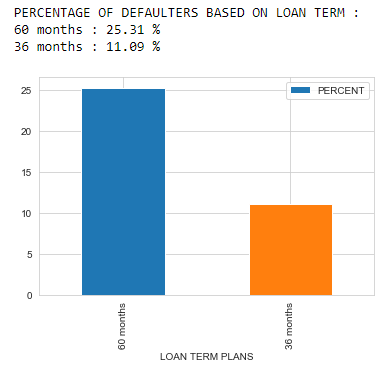 PERCENTAGE OF DEFAULTERS BASED ON LOAN TERM :
60 months : 25.31 %
36 months : 11.09 %
PERCENT
25
20
15
10
5
0
60 months
36 months
LOAN TERM PLANS